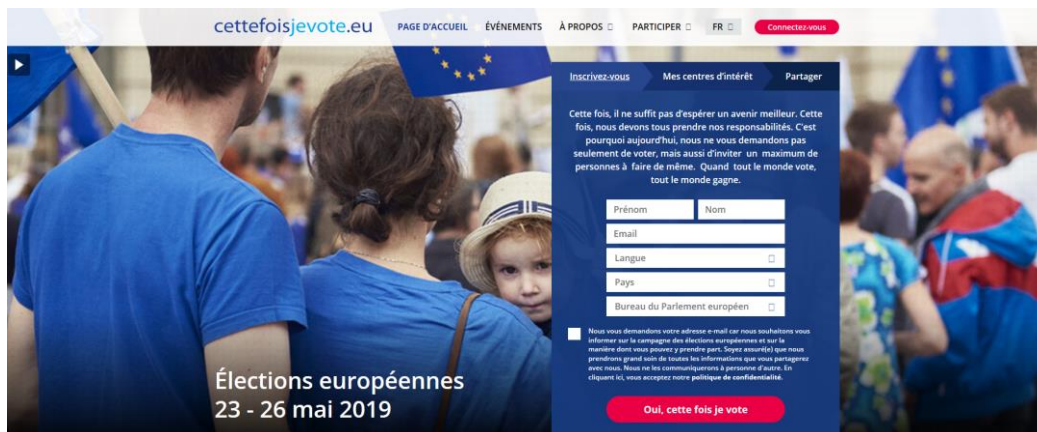 cettefoisjevote.eu
PAGE D'ACCUEIL
ÉVÉNEMENTS
À PROPOS
PARTICIPER
FR
Connectez-vous
Inscrivez-vous
Mes centres d'intérêt
Partager
Cette fois, il ne suffit pas d'espérer un avenir meilleur. Cette
fois, nous devons tous prendre nos responsabilités. C'est
pourquoi aujourd'hui, nous ne vous demandons pas
seulement de voter, mais aussi d'inviter un maximum de
personnes à faire de même. Quand tout le monde vote,
tout le monde gagne.
Prénom
Nom
Email
Langue
Pays
Bureau du Parlement européen
Nous vous demandons votre adresse e-mail car nous souhaitons vous
informer sur la campagne des élections européennes et sur la
manière dont vous pouvez y prendre part. Soyez assuré(e) que nous
prendrons grand soin de toutes les informations que vous partagerez
avec nous. Nous ne les communiquerons à personne d'autre. En
cliquant ici, vous acceptez notre politique de confidentialité.
Oui, cette fois je vote
Élections européennes
23 - 26 mai 2019